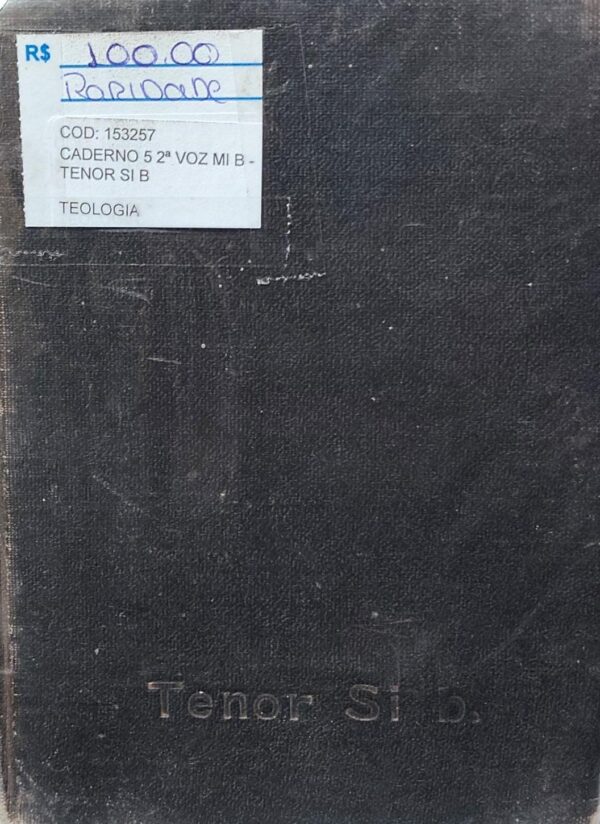 R$ 100,00
RARIDADE
COD: 153257
CADERNO 5 2ª VOZ MI B -
TENOR SI B
TEOLOGIA
Tenor Si b.